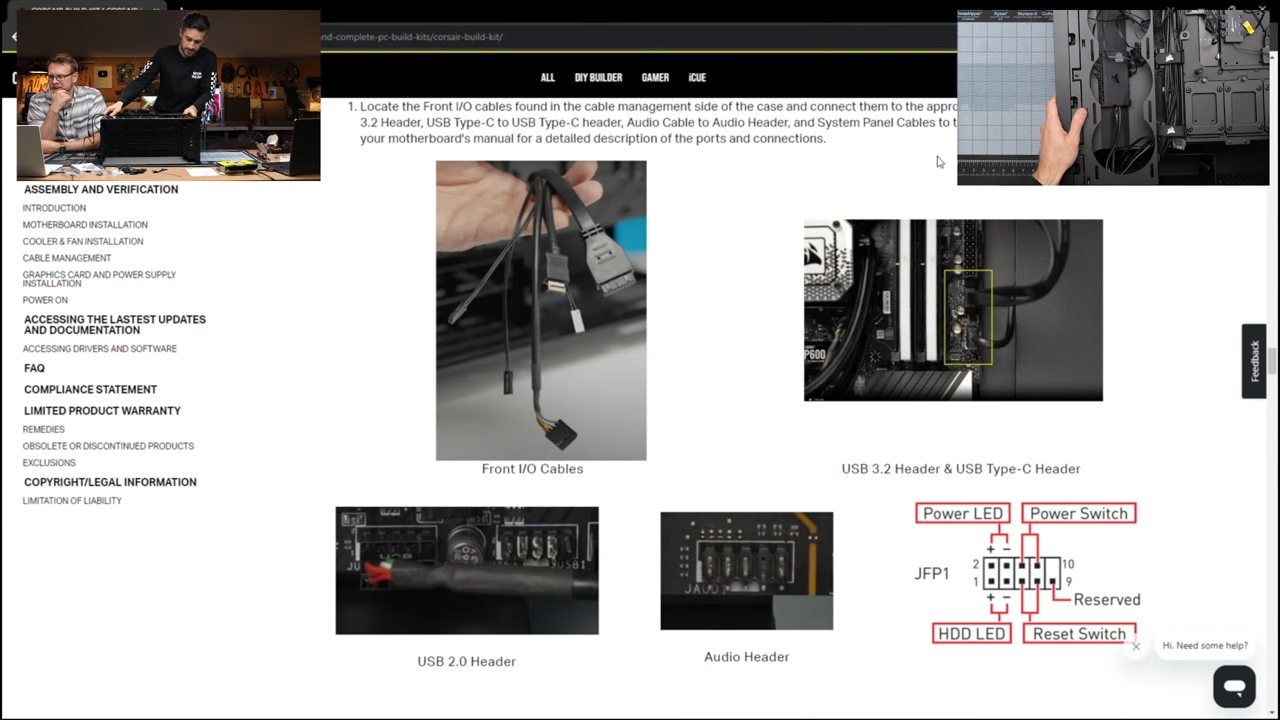 and-complete-pc-build-kits/corsair-build-kit/
ALL DIY BUILDER GAMER iCUE
1. Locate the Front I/O cables found in the cable management side of the case and connect them to the appro
3.2 Header, USB Type-C to USB Type-C header, Audio Cable to Audio Header, and System Panel Cables to t
your motherboard's manual for a detailed description of the ports and connections.
ASSEMBLY AND VERIFICATION
INTRODUCTION
MOTHERBOARD INSTALLATION
COOLER & FAN INSTALLATION
CABLE MANAGEMENT
GRAPHICS CARD AND POWER SUPPLY
INSTALLATION
POWER ON
ACCESSING THE LASTEST UPDATES
AND DOCUMENTATION
ACCESSING DRIVERS AND SOFTWARE
FAQ
COMPLIANCE STATEMENT
LIMITED PRODUCT WARRANTY
REMEDIES
OBSOLETE OR DISCONTINUED PRODUCTS
EXCLUSIONS
COPYRIGHT/LEGAL INFORMATION
LIMITATION OF LIABILITY
P600
Front I/O Cables
USB 3.2 Header & USB Type-C Header
USB 2.0 Header
Audio Header
Power LED Power Switch
+ −
2 10
JFP1
1 9
+ − Reserved
HDD LED Reset Switch
Feedback
Hi. Need some help?